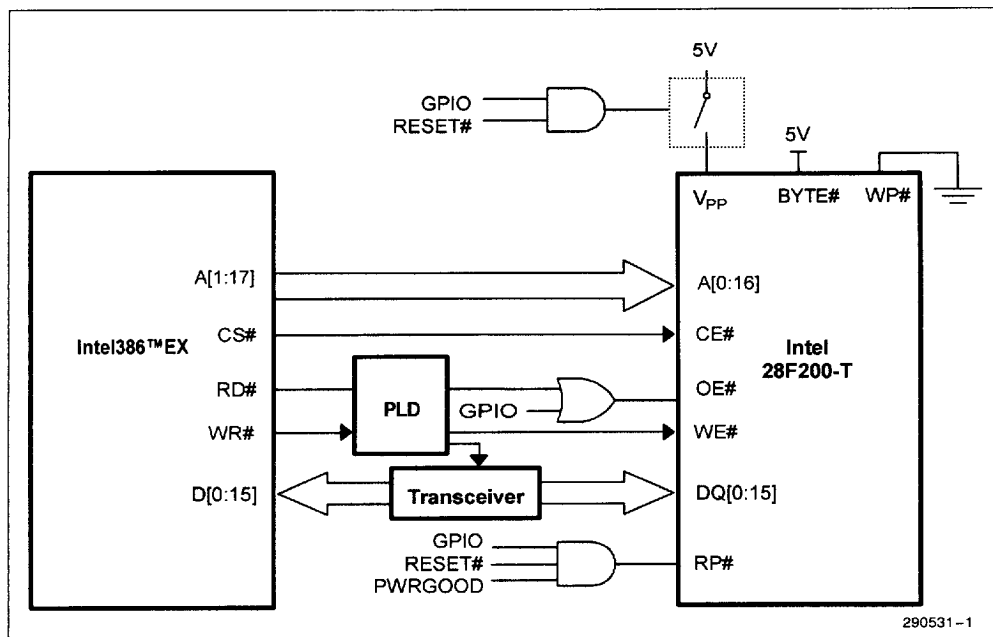 5V
GPIO
RESET#
5V
VPP
BYTE#
WP#
A[1:17]
A[0:16]
CS#
CE#
Intel386™EX
Intel
28F200-T
RD#
PLD
GPIO
OE#
WR#
WE#
D[0:15]
Transceiver
DQ[0:15]
GPIO
RESET#
PWRGOOD
RP#
290531–1